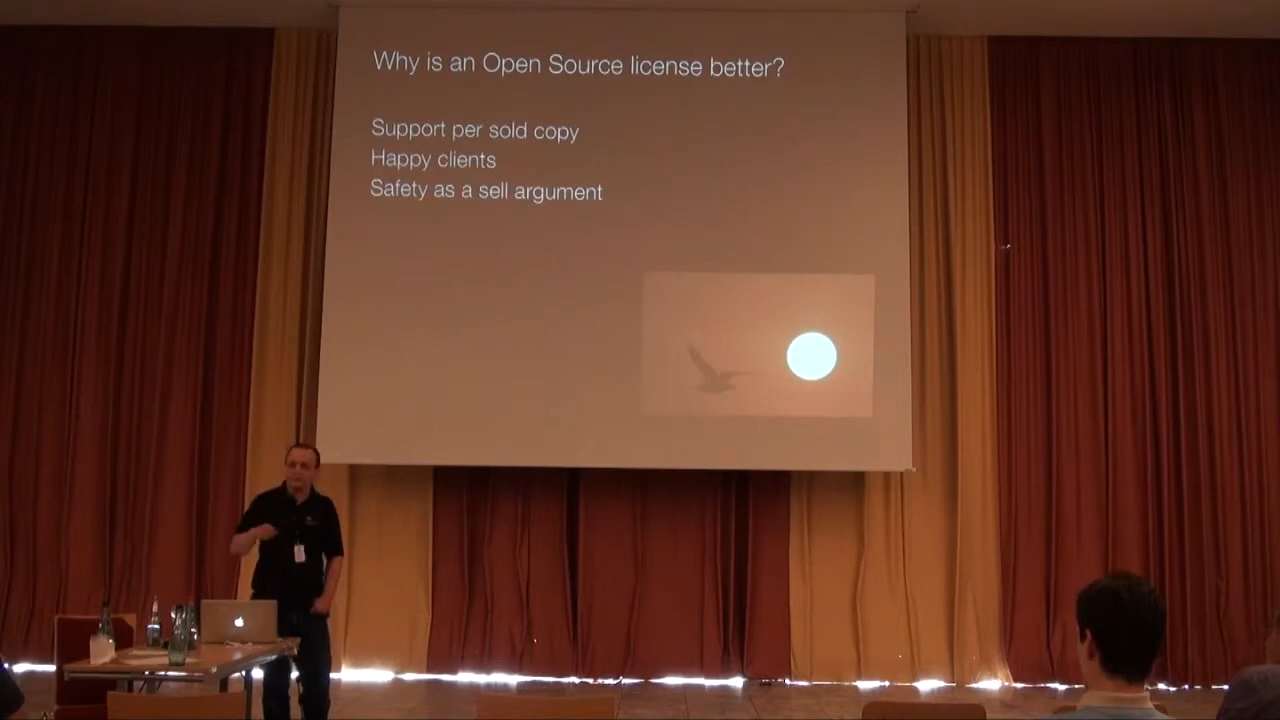 Why is an Open Source license better?
Support per sold copy
Happy clients
Safety as a sell argument